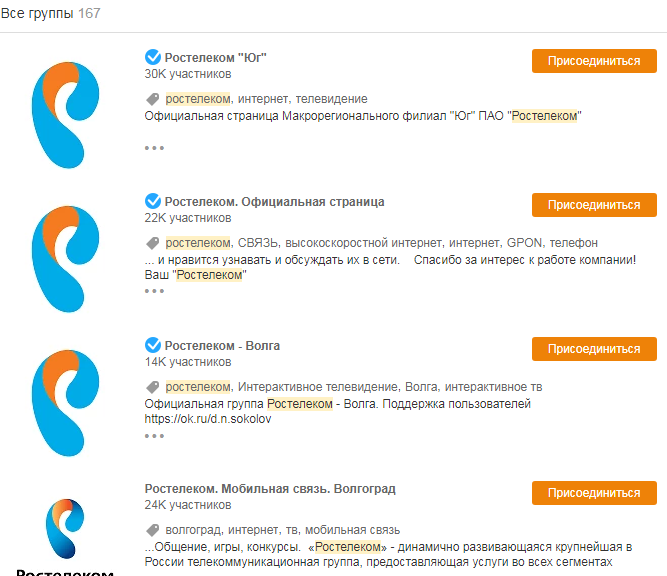 Все группы 167
Ростелеком "Юг"
Присоединиться
30K участников
ростелеком, интернет, телевидение
Официальная страница Макрорегионального филиал "Юг" ПАО "Ростелеком"
Ростелеком. Официальная страница
Присоединиться
22K участников
ростелеком, СВЯЗЬ, высокоскоростной интернет, интернет, GPON, телефон
... и нравится узнавать и обсуждать их в сети. Спасибо за интерес к работе компании!
Ваш "Ростелеком"
Ростелеком - Волга
Присоединиться
14K участников
ростелеком, Интерактивное телевидение, Волга, интерактивное тв
Официальная группа Ростелеком - Волга. Поддержка пользователей
https://ok.ru/d.n.sokolov
Ростелеком. Мобильная связь. Волгоград
Присоединиться
24K участников
волгоград, интернет, тв, мобильная связь
...Общение, игры, конкурсы. «Ростелеком» - динамично развивающаяся крупнейшая в
России телекоммуникационная группа, предоставляющая услуги во всех сегментах
Ростелеком